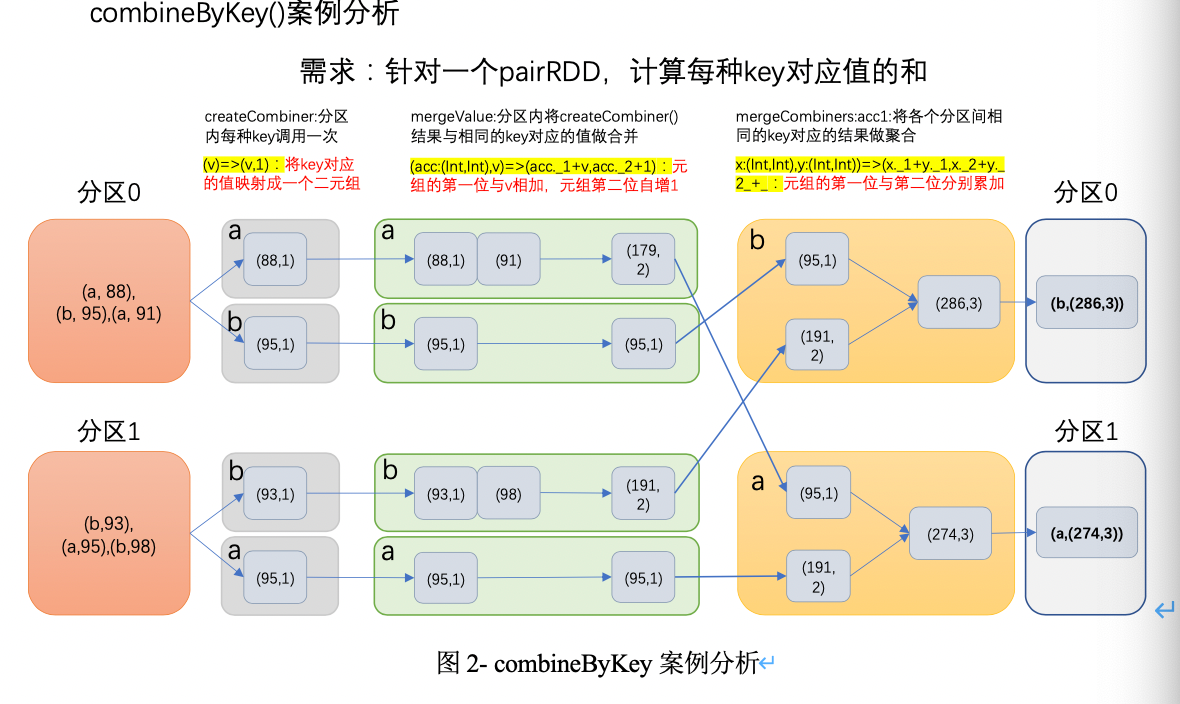 combineByKey()案例分析
需求：针对一个pairRDD，计算每种key对应值的和
createCombiner:分区
内每种key调用一次
(v)=>(v,1)：将key对应
的值映射成一个二元组
mergeValue:分区内将createCombiner()
结果与相同的key对应的值做合并
(acc:(Int,Int),v)=>(acc._1+v,acc._2+1)：元
组的第一位与v相加，元组第二位自增1
mergeCombiners:acc1:将各个分区间相
同的key对应的结果做聚合
x:(Int,Int),y:(Int,Int))=>(x._1+y._1,x._2+y._
2_+_：元组的第一位与第二位分别累加
分区0
分区0
(a, 88),
(b, 95),(a, 91)
a
(88,1)
b
(95,1)
a
(88,1)
(91)
(179,
2)
b
(95,1)
(95,1)
b
(95,1)
(191,
2)
(286,3)
(b,(286,3))
分区1
分区1
(b,93),
(a,95),(b,98)
b
(93,1)
a
(95,1)
b
(93,1)
(98)
(191,
2)
a
(95,1)
(95,1)
a
(95,1)
(191,
2)
(274,3)
(a,(274,3))
图 2- combineByKey 案例分析